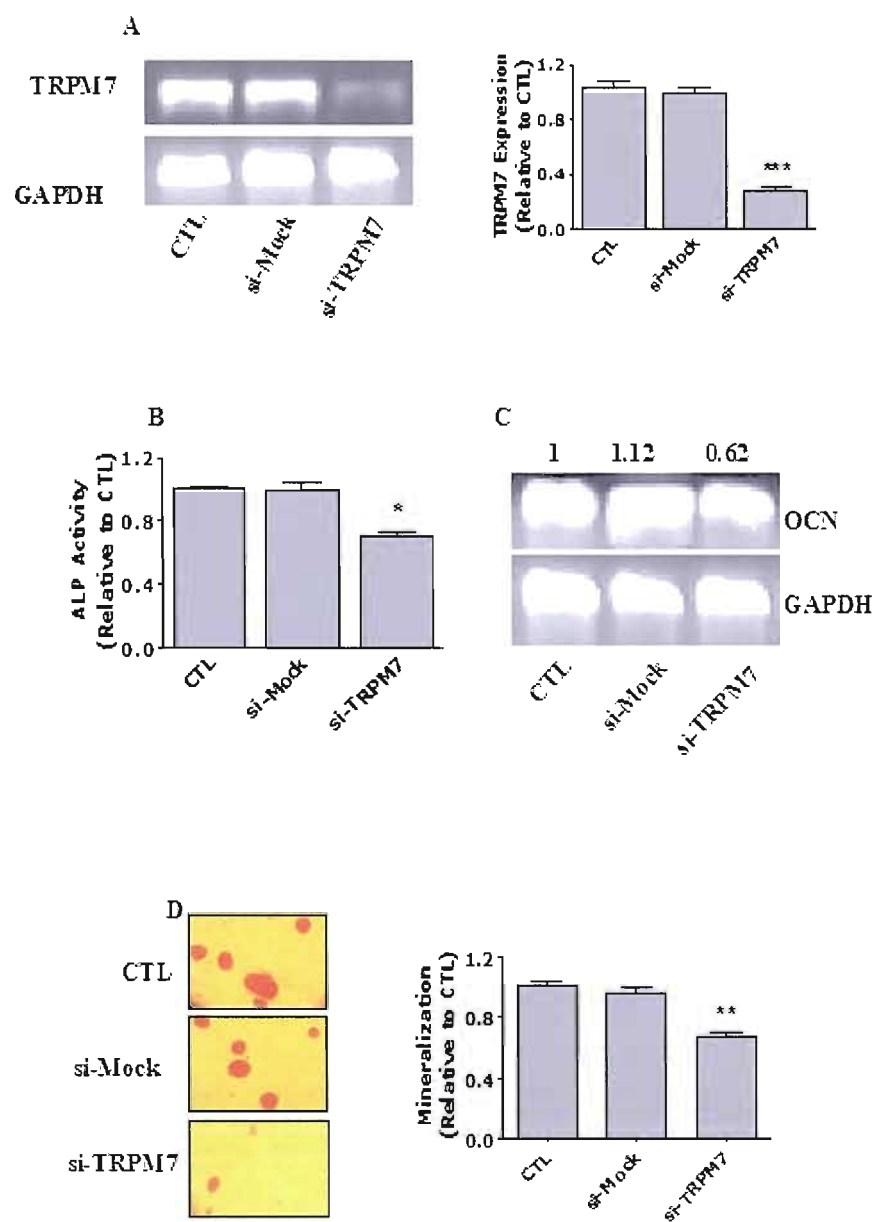 A
TRPM7
GAPDH
CTL
si-Mock
si-TRPM7
TRPM7 Expression
(Relative to CTL)
1.2
0.8
0.4
0.0
***
CTL
si-Mock
si-TRPM7
B
ALP Activity
(Relative to CTL)
1.2
0.8
0.4
0.0
*
CTL
si-Mock
si-TRPM7
C
1 1.12 0.62
OCN
GAPDH
CTL
si-Mock
si-TRPM7
D
CTL
si-Mock
si-TRPM7
Mineralization
(Relative to CTL)
1.2
0.8
0.4
0.0
**
CTL
si-Mock
si-TRPM7